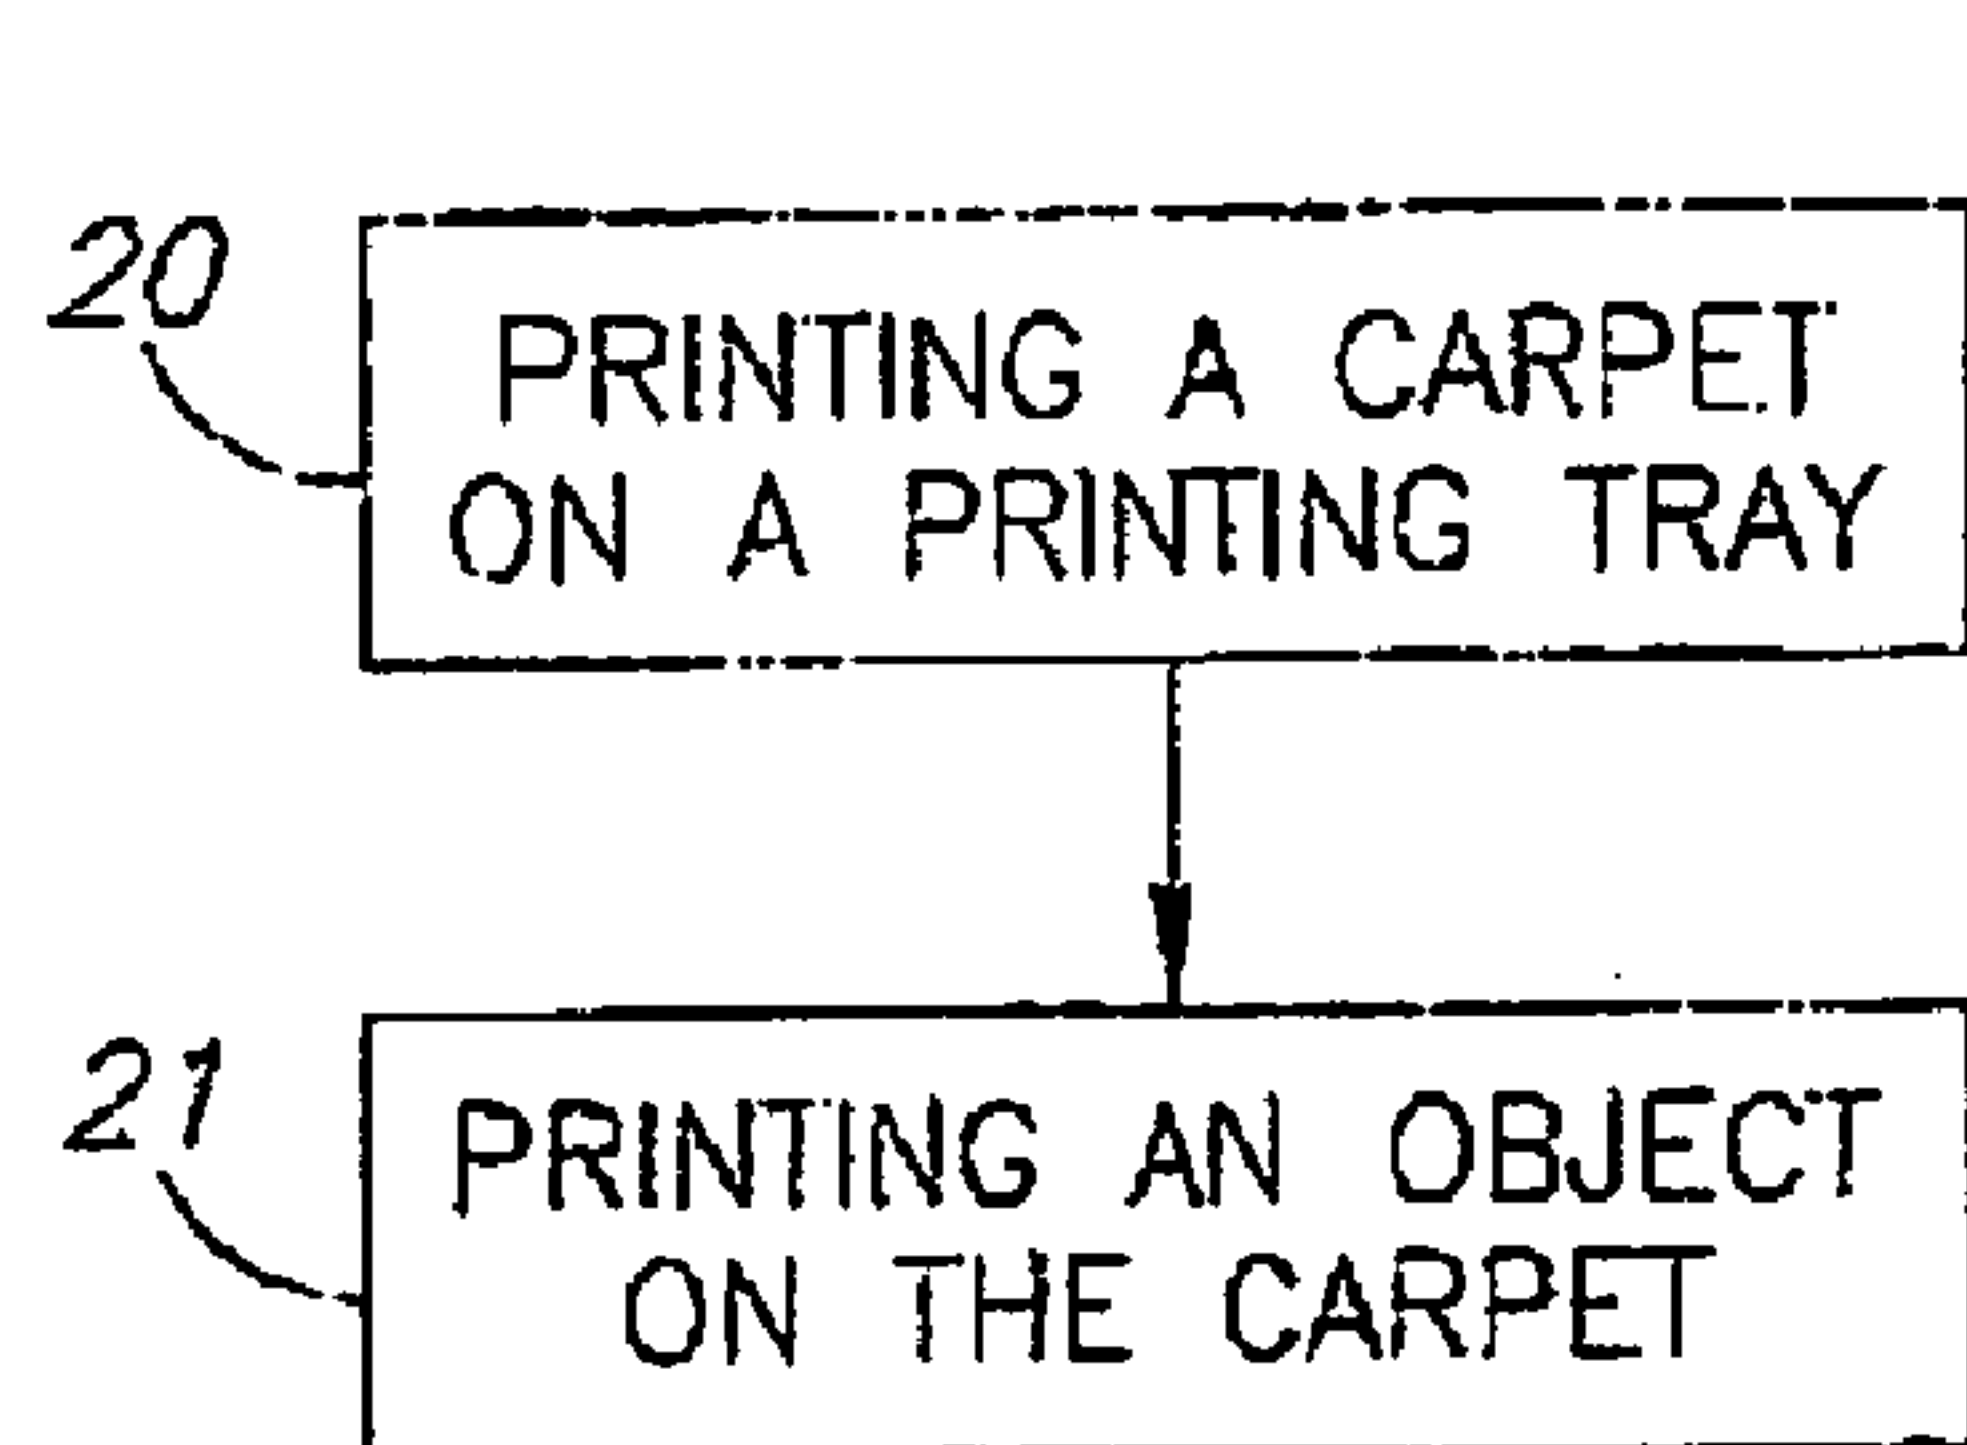 20
PRINTING A CARPET
ON A PRINTING TRAY
21
PRINTING AN OBJECT
ON THE CARPET